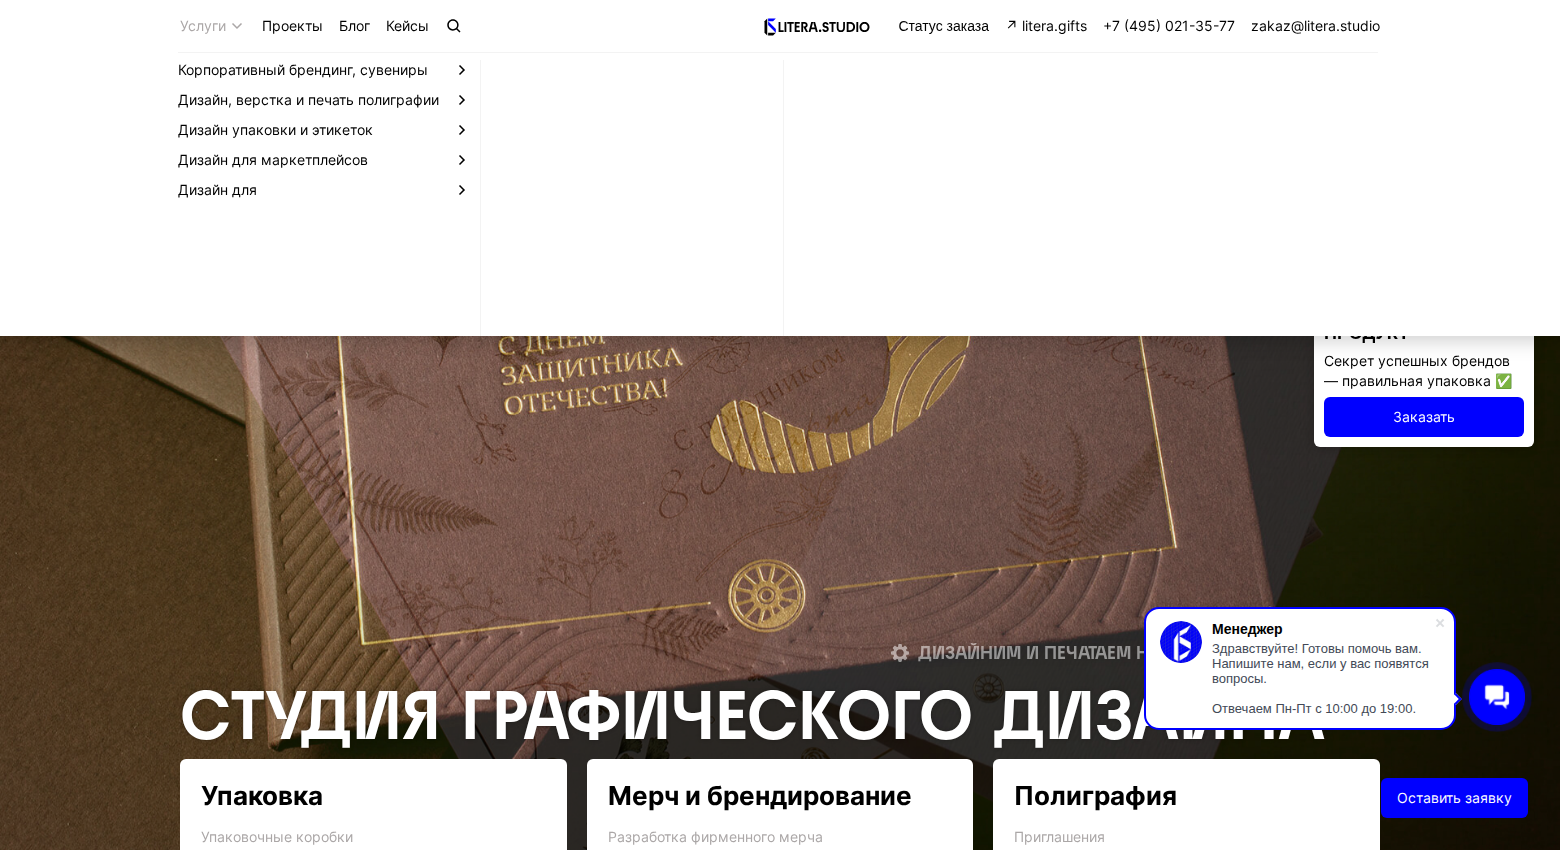 Услуги Проекты Блог Кейсы LITERA.STUDIO Статус заказа litera.gifts +7 (495) 021-35-77 zakaz@litera.studio
Корпоративный брендинг, сувениры
Дизайн, верстка и печать полиграфии
Дизайн упаковки и этикеток
Дизайн для маркетплейсов
Дизайн для
С ДНЕМ
ЗАЩИТНИКА
ОТЕЧЕСТВА!
Секрет успешных брендов
— правильная упаковка ✅
Заказать
ДИЗАЙНИМ И ПЕЧАТАЕМ
СТУДИЯ ГРАФИЧЕСКОГО ДИЗАЙНА
Менеджер
Здравствуйте! Готовы помочь вам.
Напишите нам, если у вас появятся
вопросы.
Отвечаем Пн-Пт с 10:00 до 19:00.
Упаковка
Упаковочные коробки
Мерч и брендирование
Разработка фирменного мерча
Полиграфия
Приглашения
Оставить заявку